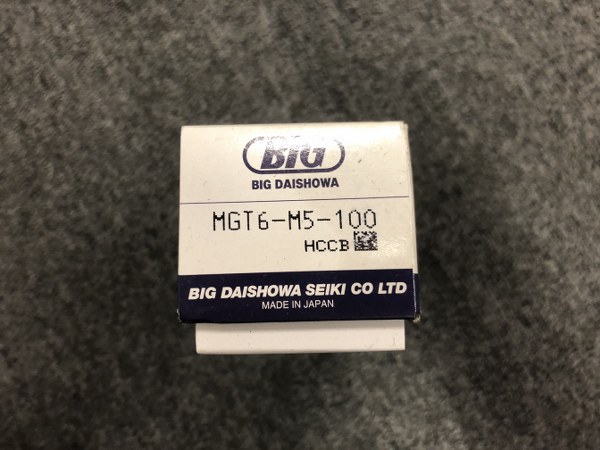 BIG
BIG DAISHOWA
MGT6-M5-100
HCCB
BIG DAISHOWA SEIKI CO LTD
MADE IN JAPAN